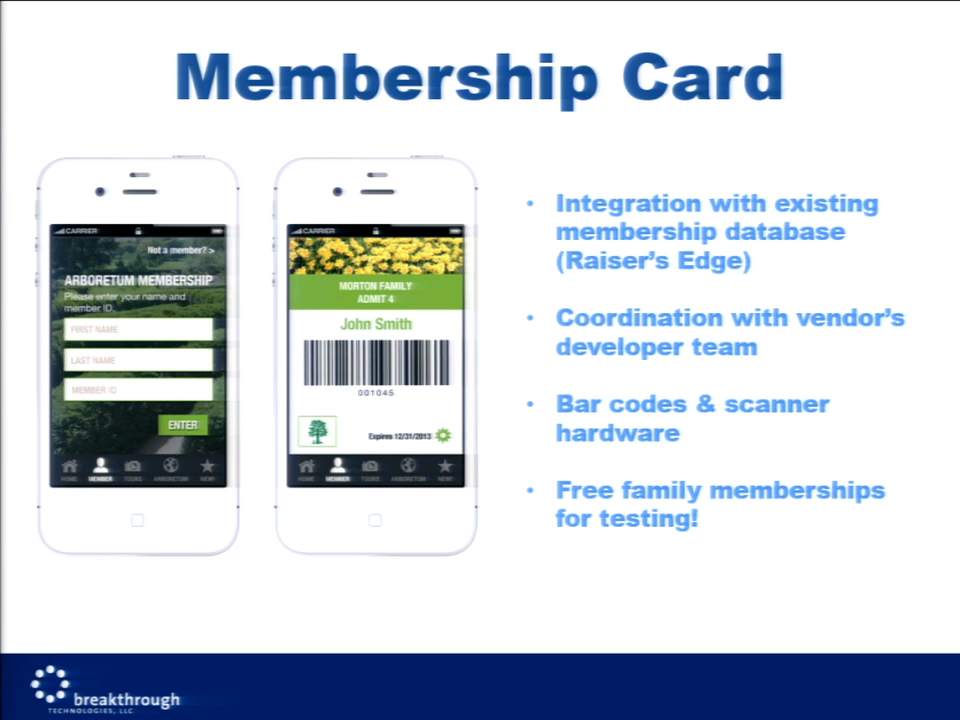 Membership Card
CARRIER
Not a member? >
ARBORETUM MEMBERSHIP
Please enter your name and
member ID.
FIRST NAME
LAST NAME
MEMBER ID
ENTER
HOME MEMBER TOURS ARBORETUM NEW!
CARRIER
MORTON FAMILY
ADMIT 4
John Smith
001045
Expires 12/31/2013
HOME MEMBER TOURS ARBORETUM NEW!
• Integration with existing
membership database
(Raiser's Edge)
• Coordination with vendor's
developer team
• Bar codes & scanner
hardware
• Free family memberships
for testing!
breakthrough
TECHNOLOGIES, LLC